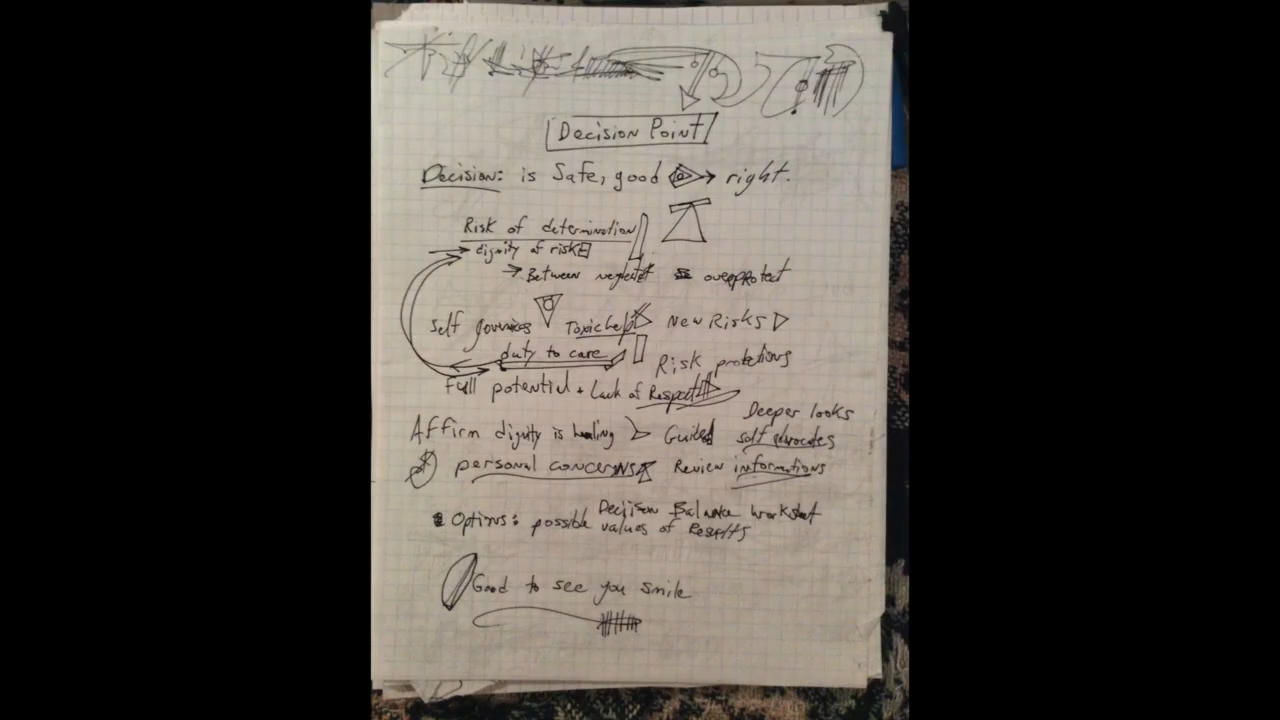 Decision Point
Decision: is Safe, good → right.
Risk of determination
→ dignity of risk
→ Between neglect overprotect
Self Toxic help New Risks
duty to care
Risk protections
Full potential + Lack of Respect
Deeper looks
Affirm dignity is healing > Guided self advocates
personal concerns Review informations
Decision Balance worksheet
Options: possible values of Results
Good to see you smile